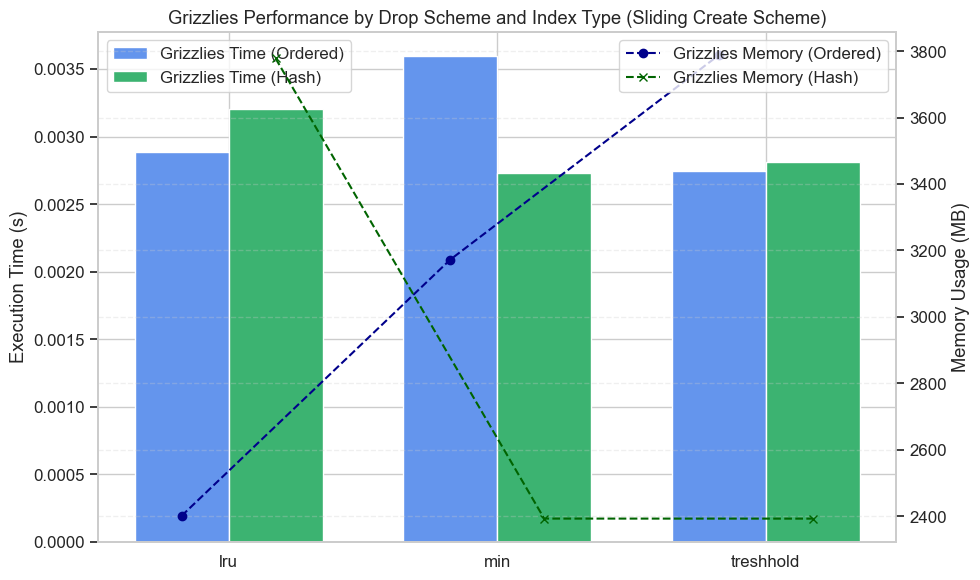 Grizzlies Performance by Drop Scheme and Index Type (Sliding Create Scheme)
Grizzlies Time (Ordered)
Grizzlies Time (Hash)
Grizzlies Memory (Ordered)
Grizzlies Memory (Hash)
Execution Time (s)
0.0035
0.0030
0.0025
0.0020
0.0015
0.0010
0.0005
0.0000
Memory Usage (MB)
3800
3600
3400
3200
3000
2800
2600
2400
lru
min
treshhold